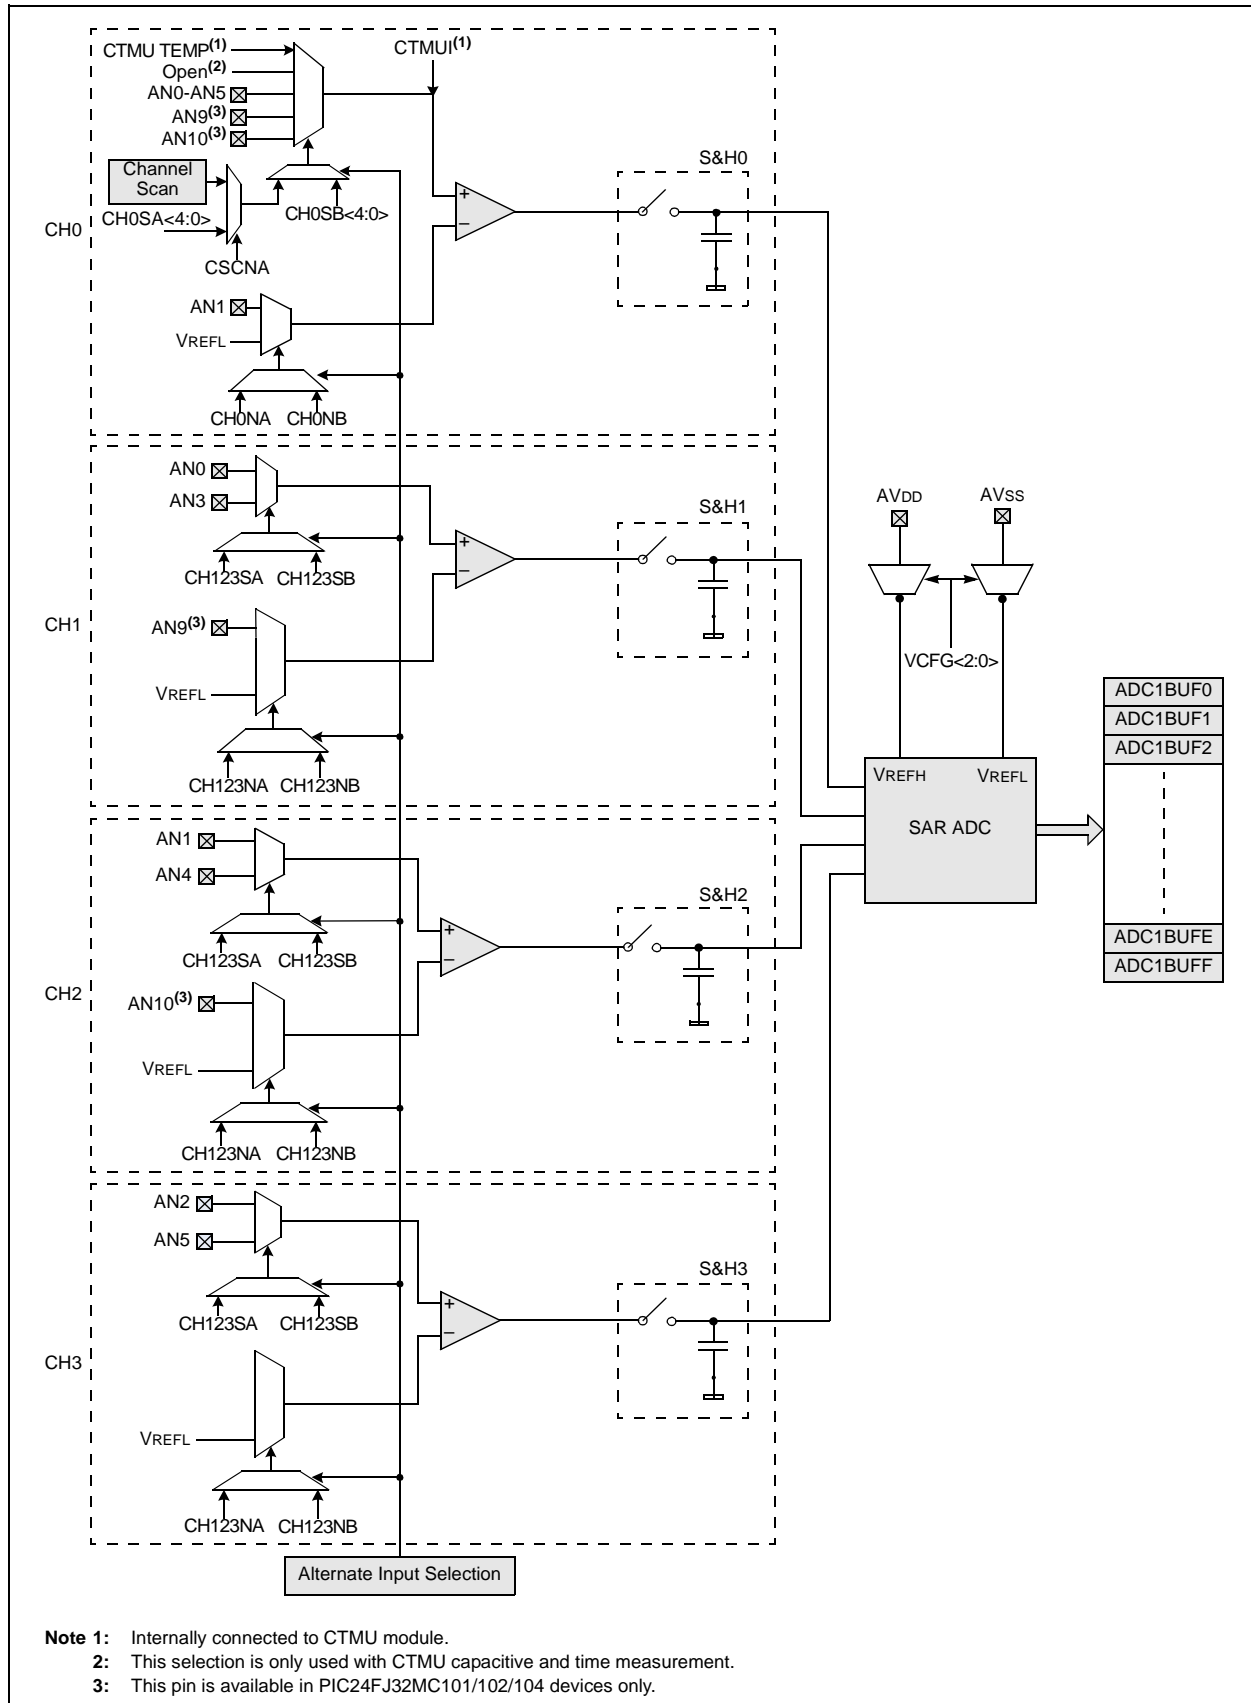 CTMU TEMP(1)
CTMUI(1)
Open(2)
AN0-AN5
AN9(3)
AN10(3)
Channel
Scan
CH0SA<4:0>
CH0SB<4:0>
CSCNA
CH0
+
–
S&H0
AN1
VREFL
CH0NA
CH0NB
AN0
AN3
CH123SA
CH123SB
CH1
+
–
S&H1
AN9(3)
VREFL
CH123NA
CH123NB
AN1
AN4
CH123SA
CH123SB
CH2
+
–
S&H2
AN10(3)
VREFL
CH123NA
CH123NB
AN2
AN5
CH123SA
CH123SB
CH3
+
–
S&H3
VREFL
CH123NA
CH123NB
Alternate Input Selection
AVDD
AVSS
VCFG<2:0>
VREFH
VREFL
SAR ADC
ADC1BUF0
ADC1BUF1
ADC1BUF2
ADC1BUFE
ADC1BUFF
Note 1: Internally connected to CTMU module.
2: This selection is only used with CTMU capacitive and time measurement.
3: This pin is available in PIC24FJ32MC101/102/104 devices only.